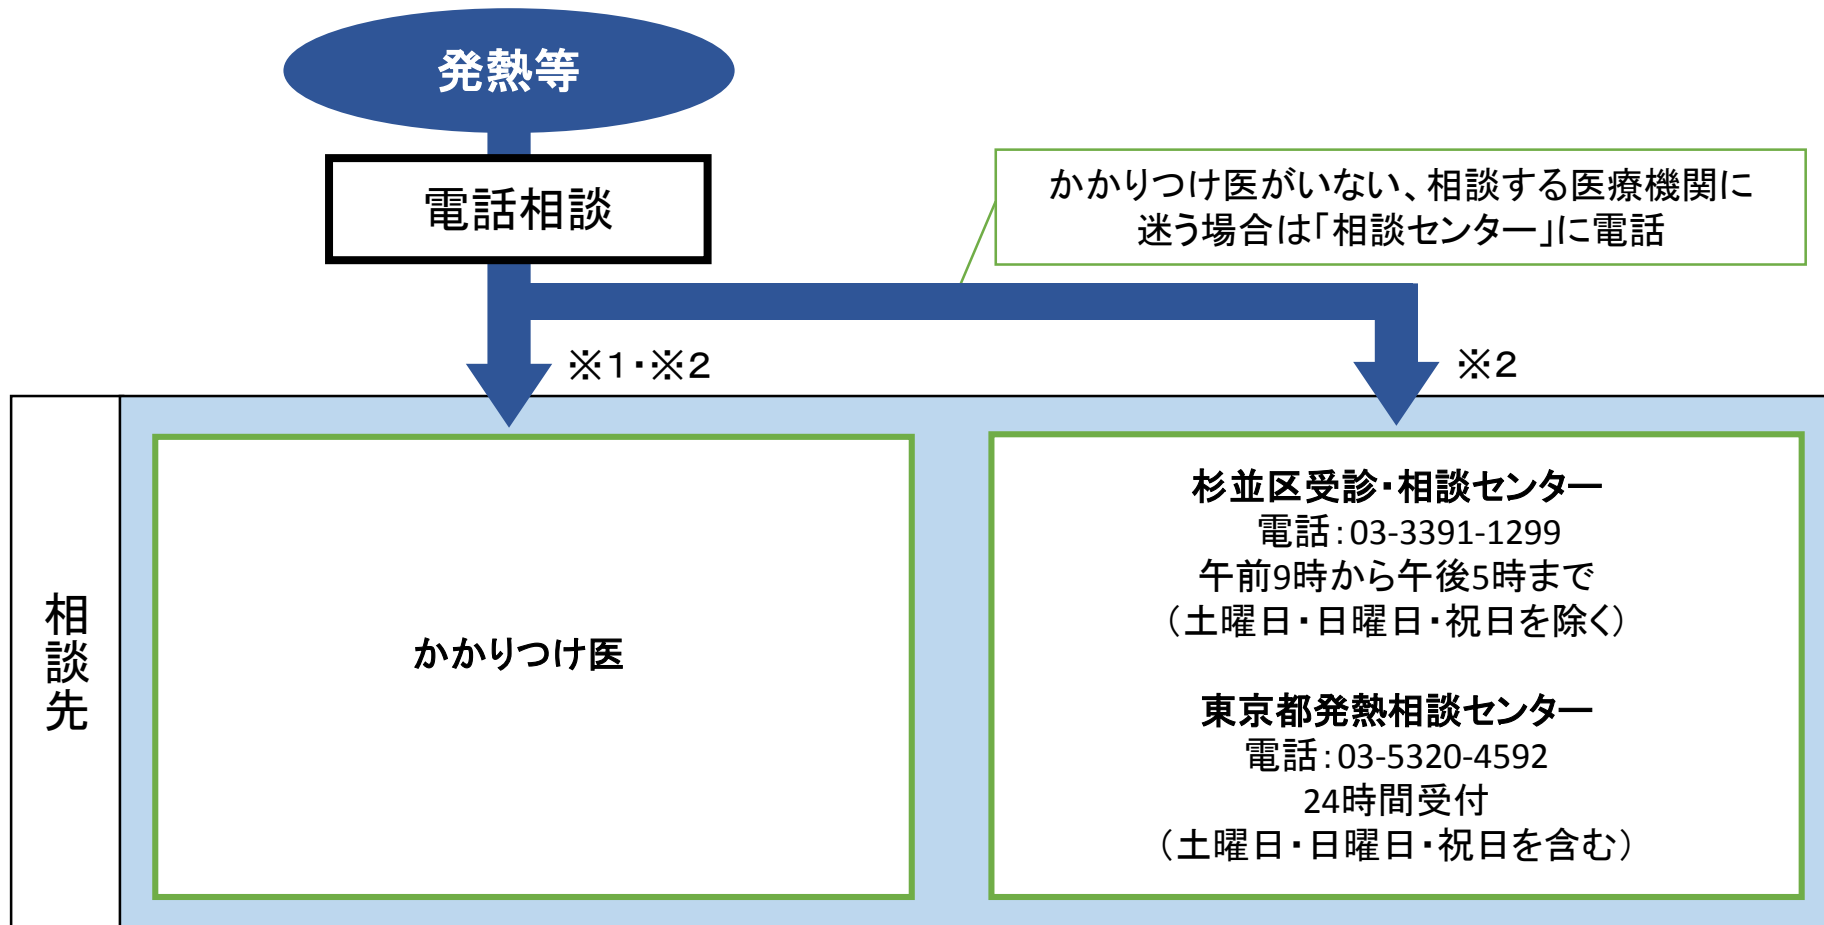 発熱等
電話相談
かかりつけ医がいない、相談する医療機関に
迷う場合は「相談センター」に電話
※1・※2
※2
相談先
かかりつけ医
杉並区受診・相談センター
電話:03-3391-1299
午前9時から午後5時まで
(土曜日・日曜日・祝日を除く)
東京都発熱相談センター
電話:03-5320-4592
24時間受付
(土曜日・日曜日・祝日を含む)